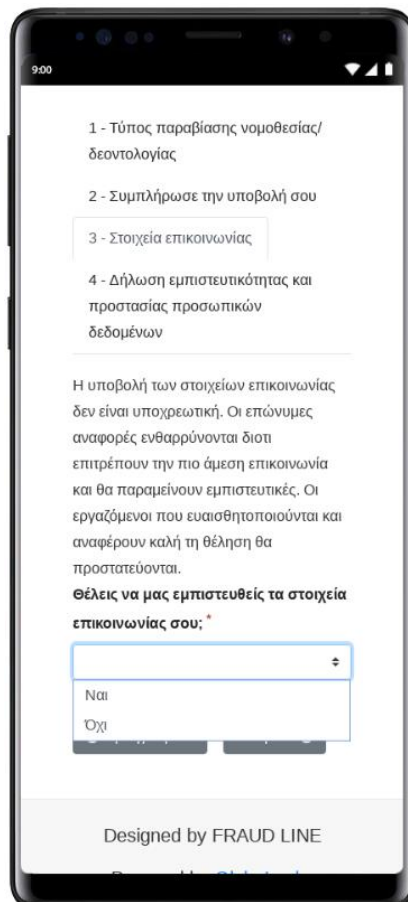 9:00
1 - Τύπος παραβίασης νομοθεσίας/
δεοντολογίας
2 - Συμπλήρωσε την υποβολή σου
3 - Στοιχεία επικοινωνίας
4 - Δήλωση εμπιστευτικότητας και
προστασίας προσωπικών
δεδομένων
Η υποβολή των στοιχείων επικοινωνίας
δεν είναι υποχρεωτική. Οι επώνυμες
αναφορές ενθαρρύνονται διοτι
επιτρέπουν την πιο άμεση επικοινωνία
και θα παραμείνουν εμπιστευτικές. Οι
εργαζόμενοι που ευαισθητοποιούνται και
αναφέρουν καλή τη θέληση θα
προστατεύονται.
Θέλεις να μας εμπιστευθείς τα στοιχεία
επικοινωνίας σου; *
Ναι
Όχι
Designed by FRAUD LINE